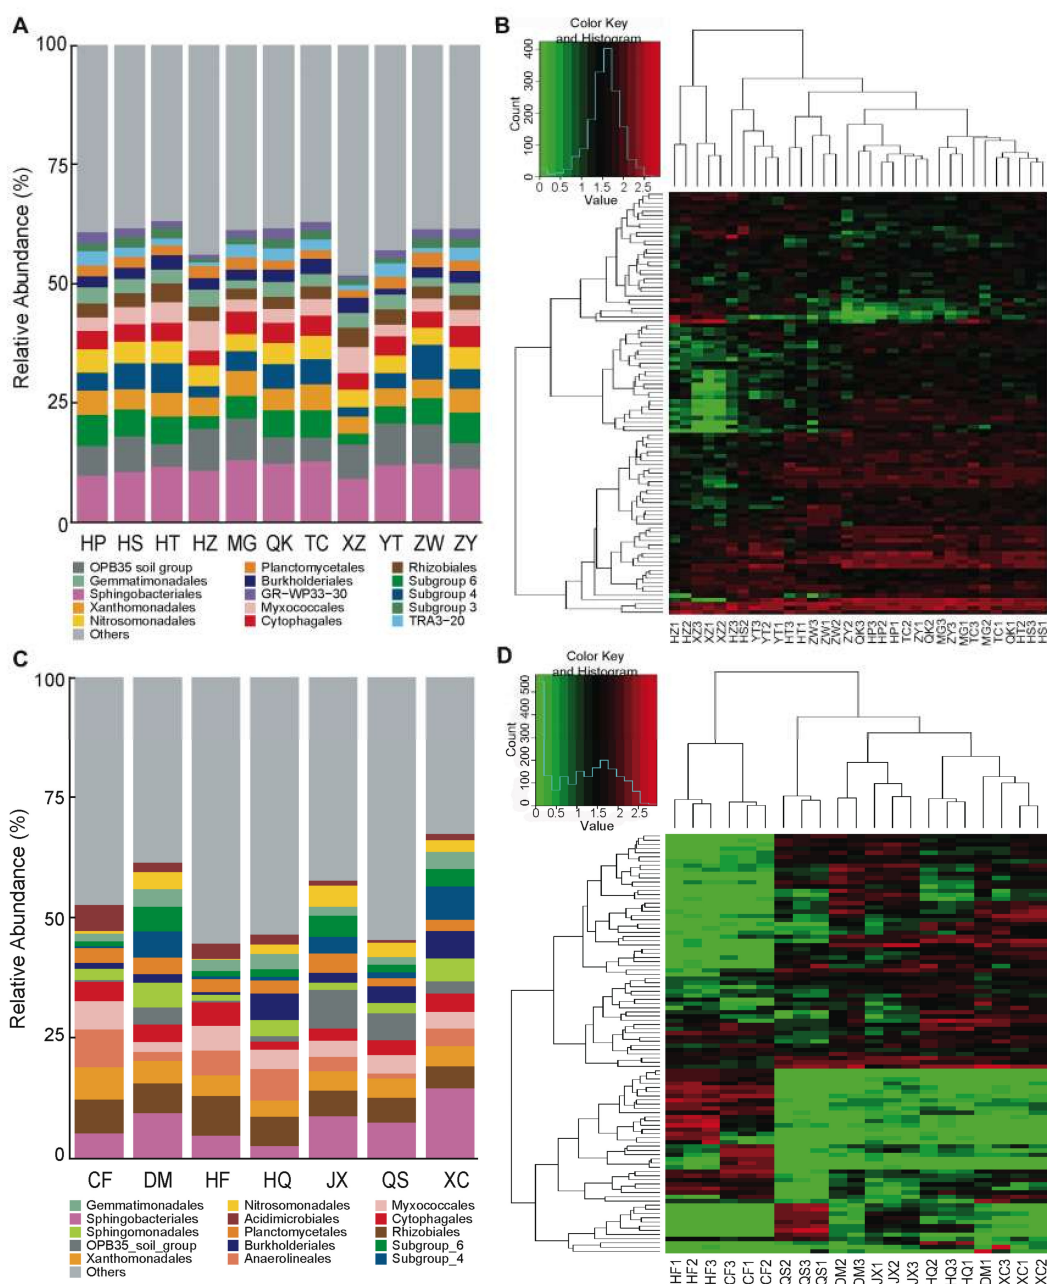 A
100
75
50
25
0
Relative Abundance (%)
HP HS HT HZ MG QK TC XZ YT ZW ZY
OPB35 soil group
Gemmatimonadales
Sphingobacteriales
Xanthomonadales
Nitrosomonadales
Others
Planctomycetales
Burkholderiales
GR-WP33-30
Myxococcales
Cytophagales
Rhizobiales
Subgroup 6
Subgroup 4
Subgroup 3
TRA3-20
B
Color Key
and Histogram
Count
0 100 200 300 400
0 0.5 1 1.5 2 2.5
Value
HZ1 HZ2 XZ3 XZ1 XZ2 HZ3 HS2 YT3 YT2 YT1 HT3 HT1 ZW3 ZW1 ZW2 ZY2 QK3 HP3 HP2 HP1 TC2 ZY1 QK2 MG3 ZY3 MG1 TC3 MG2 TC1 QK1 HT2 HS3 HS1
C
100
75
50
25
0
Relative Abundance (%)
CF DM HF HQ JX QS XC
Gemmatimonadales
Sphingobacteriales
Sphingomonadales
OPB35_soil_group
Xanthomonadales
Others
Nitrosomonadales
Acidimicrobiales
Planctomycetales
Burkholderiales
Anaerolineales
Myxococcales
Cytophagales
Rhizobiales
Subgroup_6
Subgroup_4
D
Color Key
and Histogram
Count
0 100 200 300 400 500
0 0.5 1 1.5 2 2.5
Value
HF1 HF2 HF3 CF3 CF1 CF2 QS2 QS3 QS1 DM2 DM3 JX1 JX2 JX3 HQ2 HQ3 HQ1 DM1 XC3 XC1 XC2